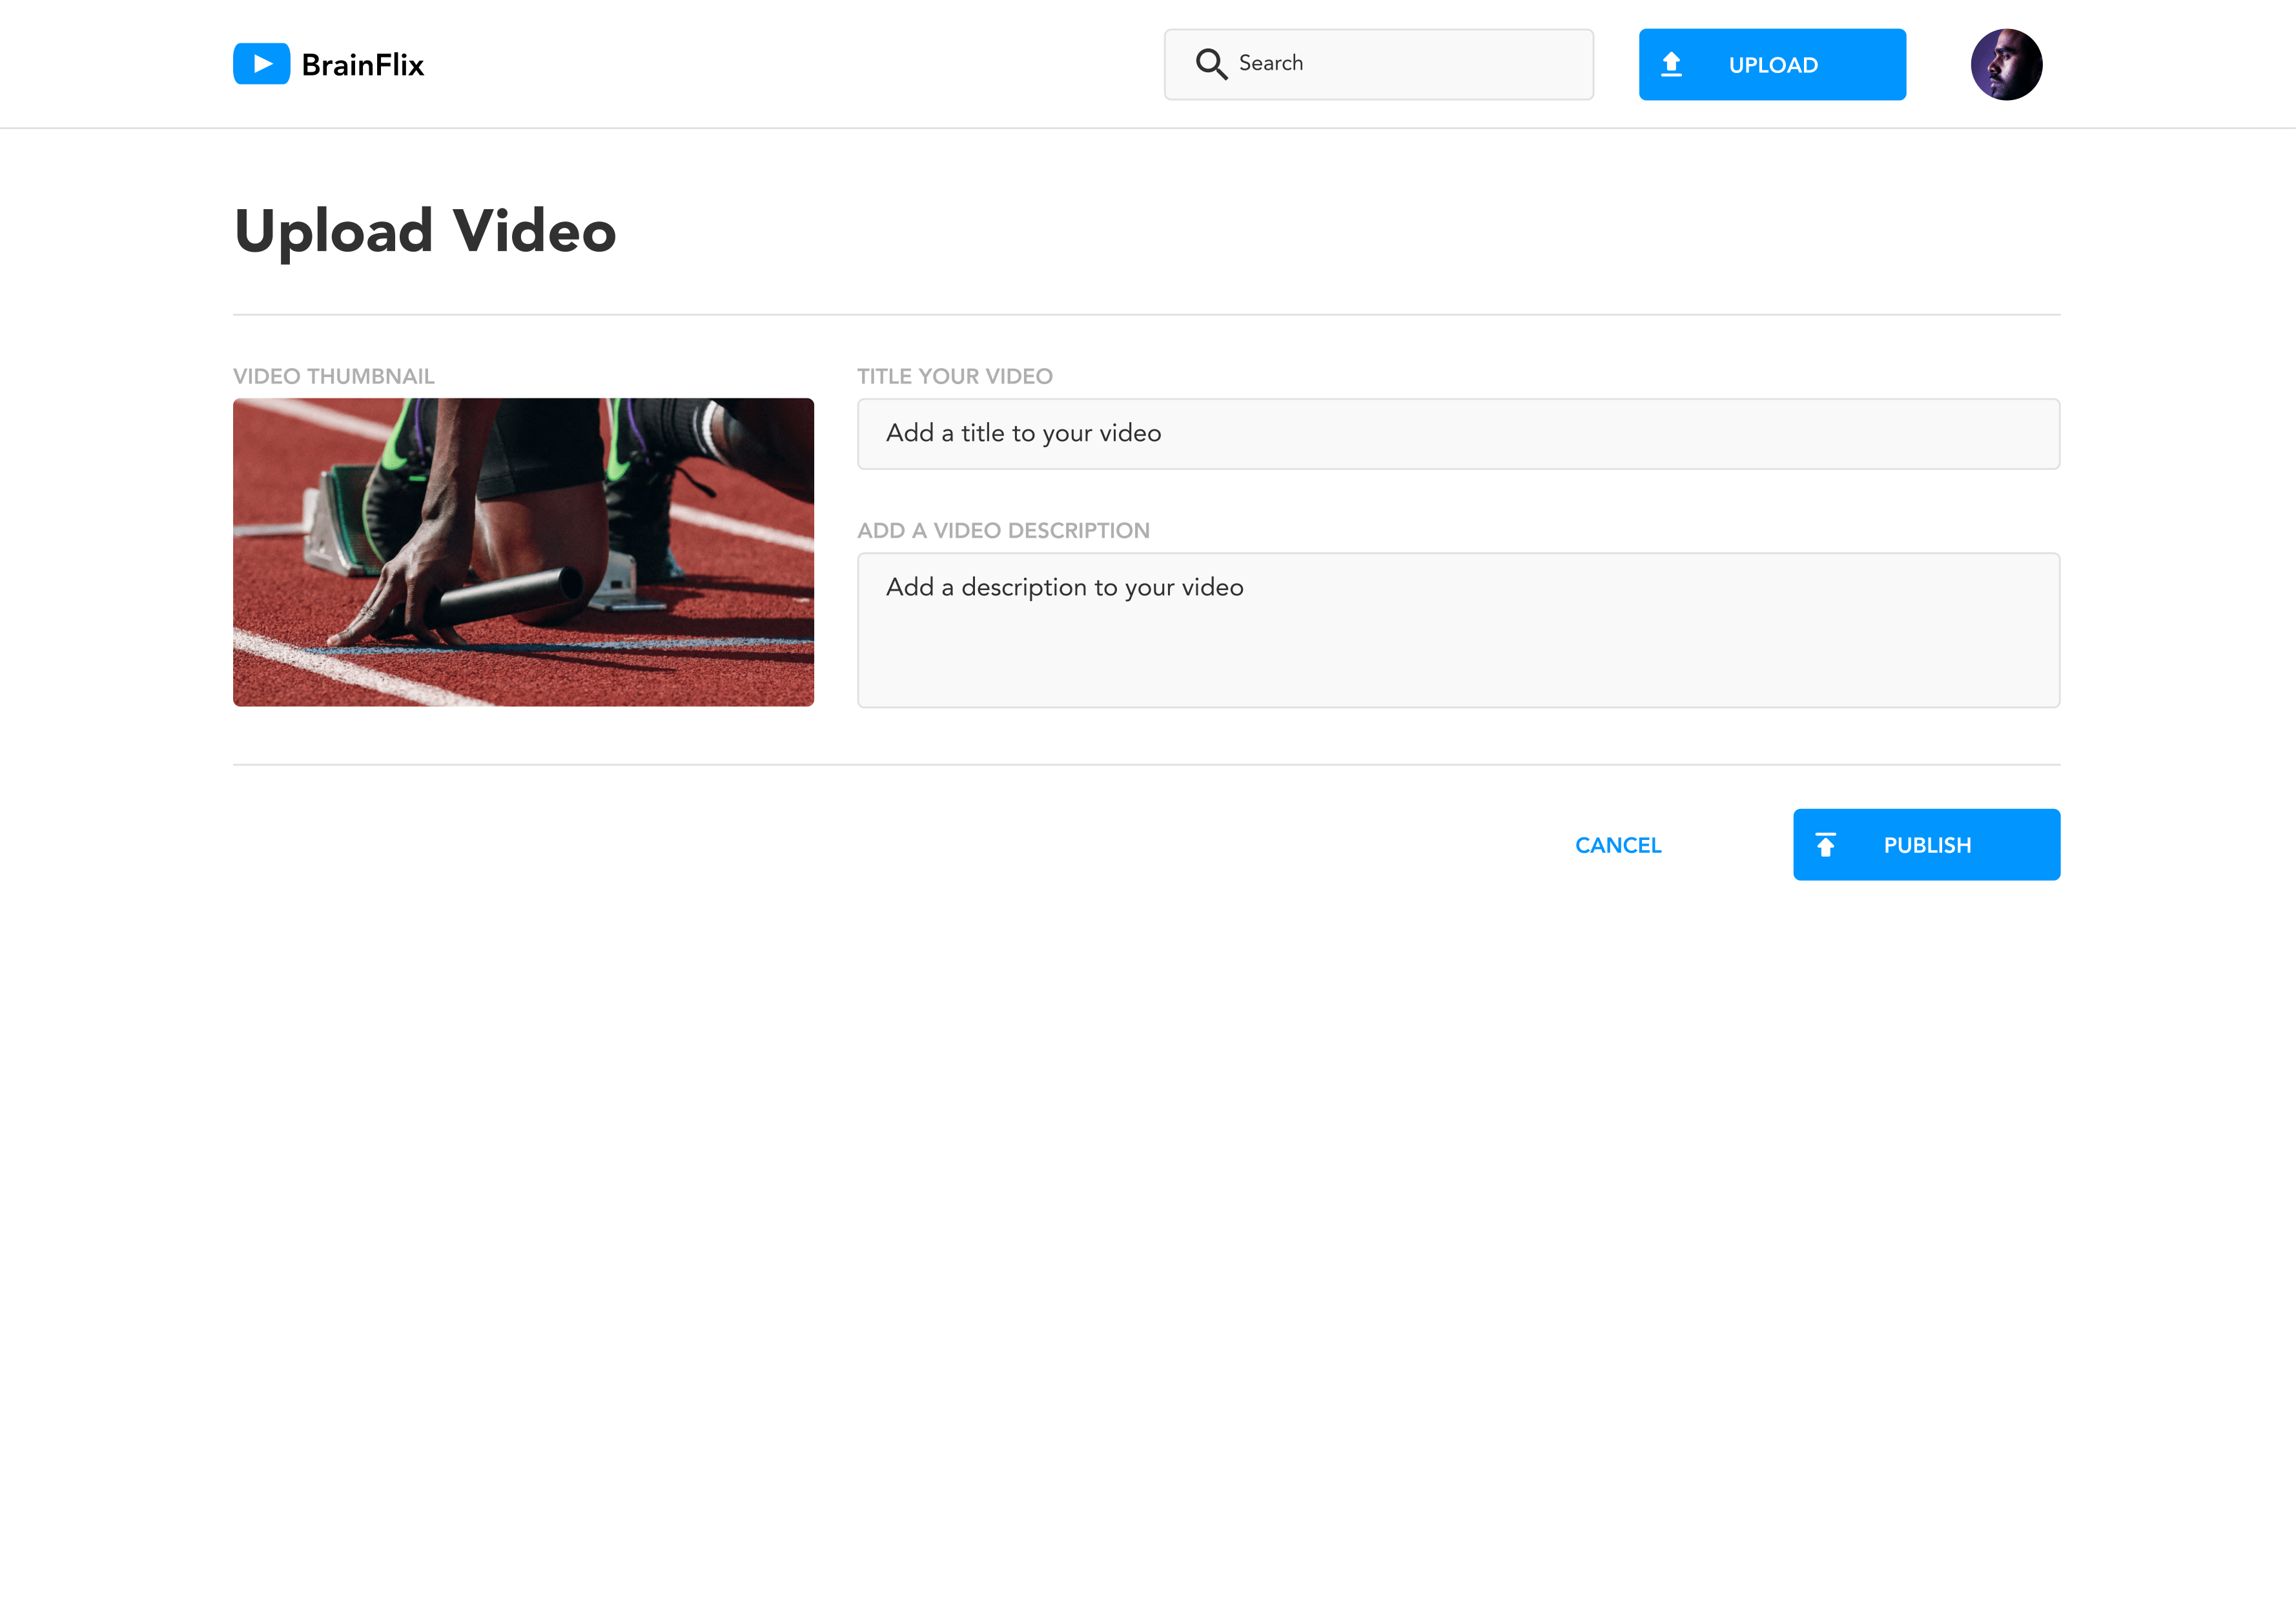 BrainFlix
Search
UPLOAD
Upload Video
VIDEO THUMBNAIL
TITLE YOUR VIDEO
Add a title to your video
ADD A VIDEO DESCRIPTION
Add a description to your video
CANCEL
PUBLISH